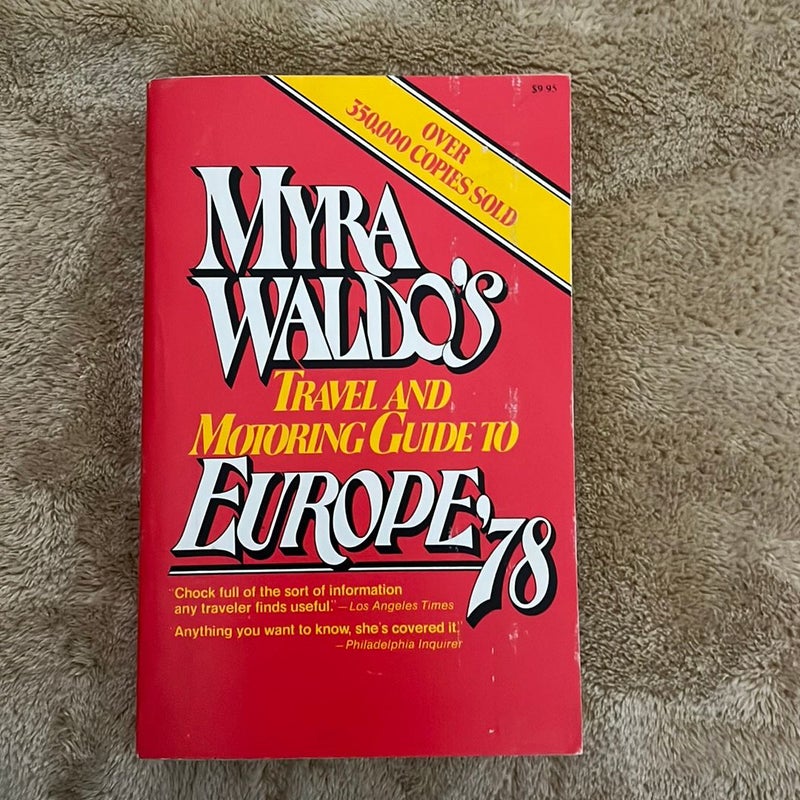 $9.95
OVER
350,000 COPIES SOLD
MYRA
WALDO'S
TRAVEL AND
MOTORING GUIDE TO
EUROPE '78
"Chock full of the sort of information
any traveler finds useful." — Los Angeles Times
"Anything you want to know, she's covered it."
— Philadelphia Inquirer